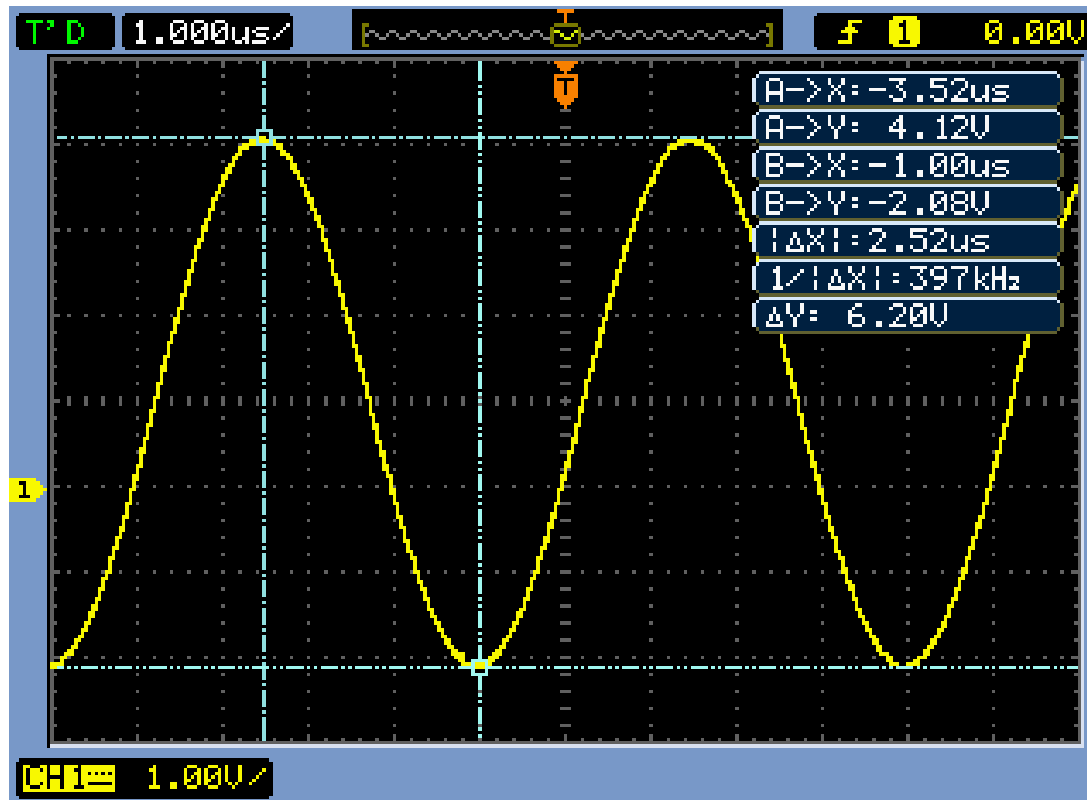 T'D 1.000us/ 1 0.00V
T
A->X:-3.52us
A->Y: 4.12V
B->X:-1.00us
B->Y:-2.08V
|ΔX|:2.52us
1/|ΔX|:397kHz
ΔY: 6.20V
1
CH1 1.00V/